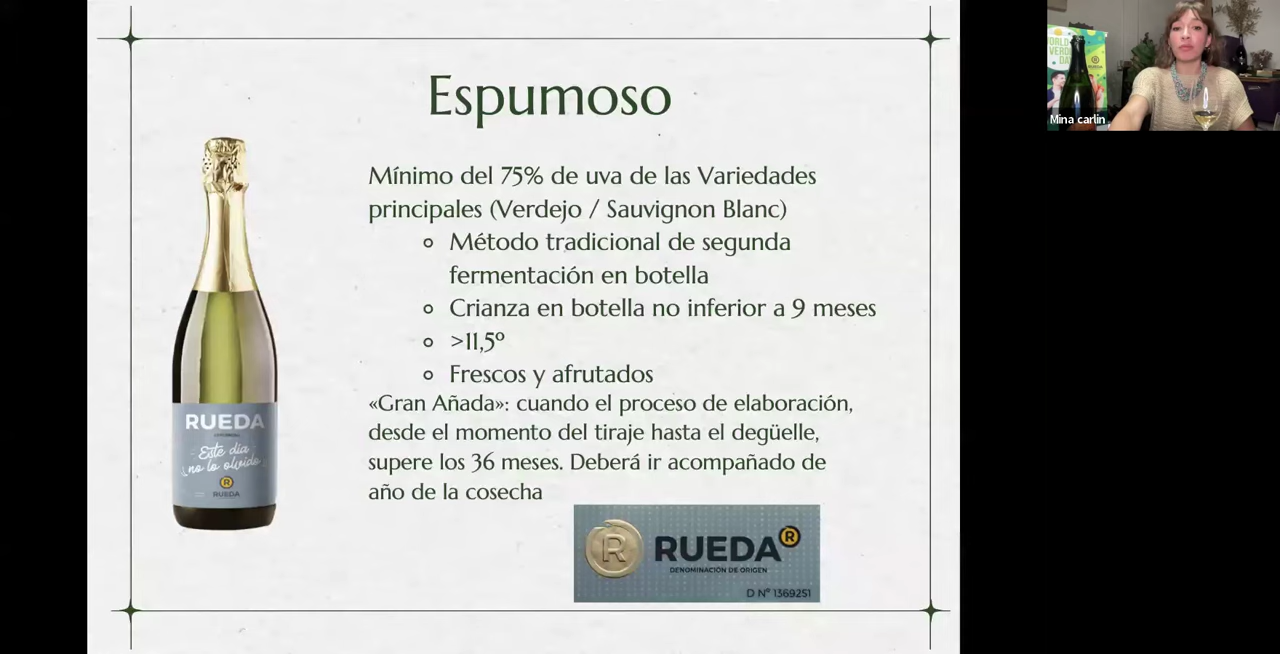 Espumoso
Mínimo del 75% de uva de las Variedades
principales (Verdejo / Sauvignon Blanc)
Método tradicional de segunda
fermentación en botella
Crianza en botella no inferior a 9 meses
>11,5º
Frescos y afrutados
«Gran Añada»: cuando el proceso de elaboración,
desde el momento del tiraje hasta el degüelle,
supere los 36 meses. Deberá ir acompañado de
año de la cosecha
RUEDA
Este día
no lo olvido
R
RUEDA
R
RUEDA
R
DENOMINACIÓN DE ORIGEN
D Nº 1369251
Mina carlin